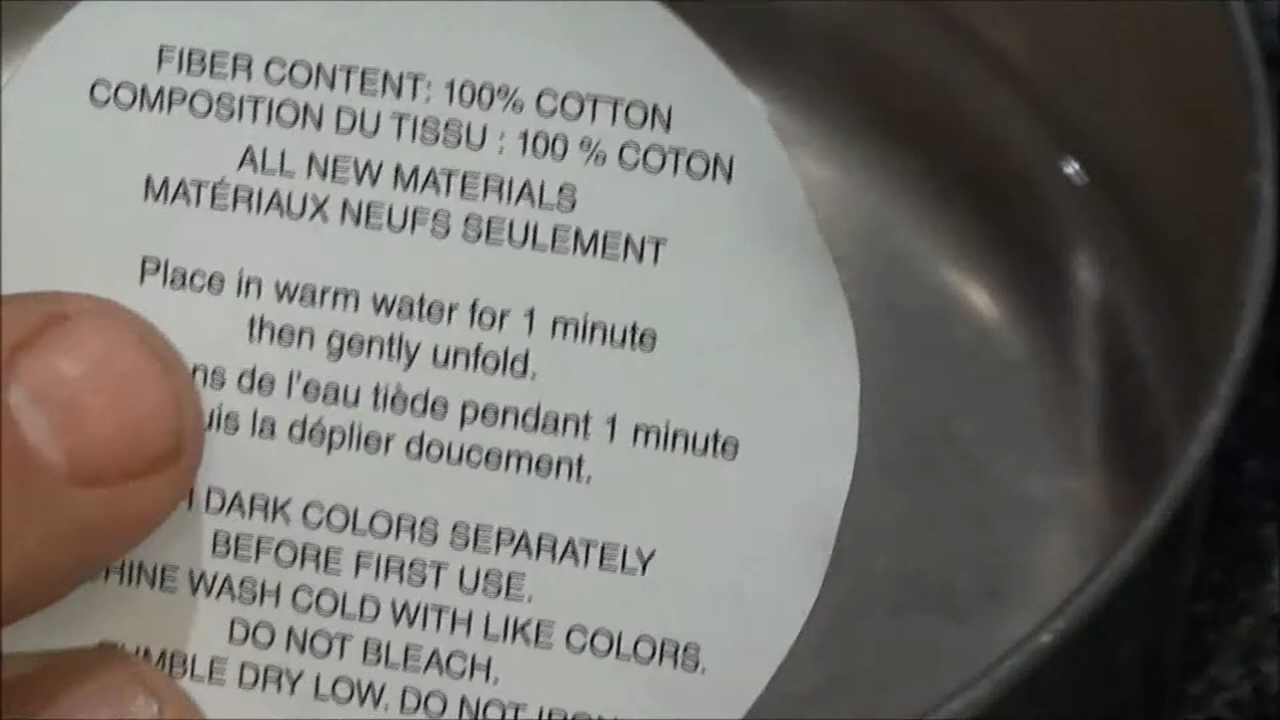 FIBER CONTENT: 100% COTTON
COMPOSITION DU TISSU : 100 % COTON
ALL NEW MATERIALS
MATÉRIAUX NEUFS SEULEMENT
Place in warm water for 1 minute
then gently unfold.
de l'eau tiède pendant 1 minute
la déplier doucement.
DARK COLORS SEPARATELY
BEFORE FIRST USE.
WASH COLD WITH LIKE COLORS.
DO NOT BLEACH.
DRY LOW. DO NOT